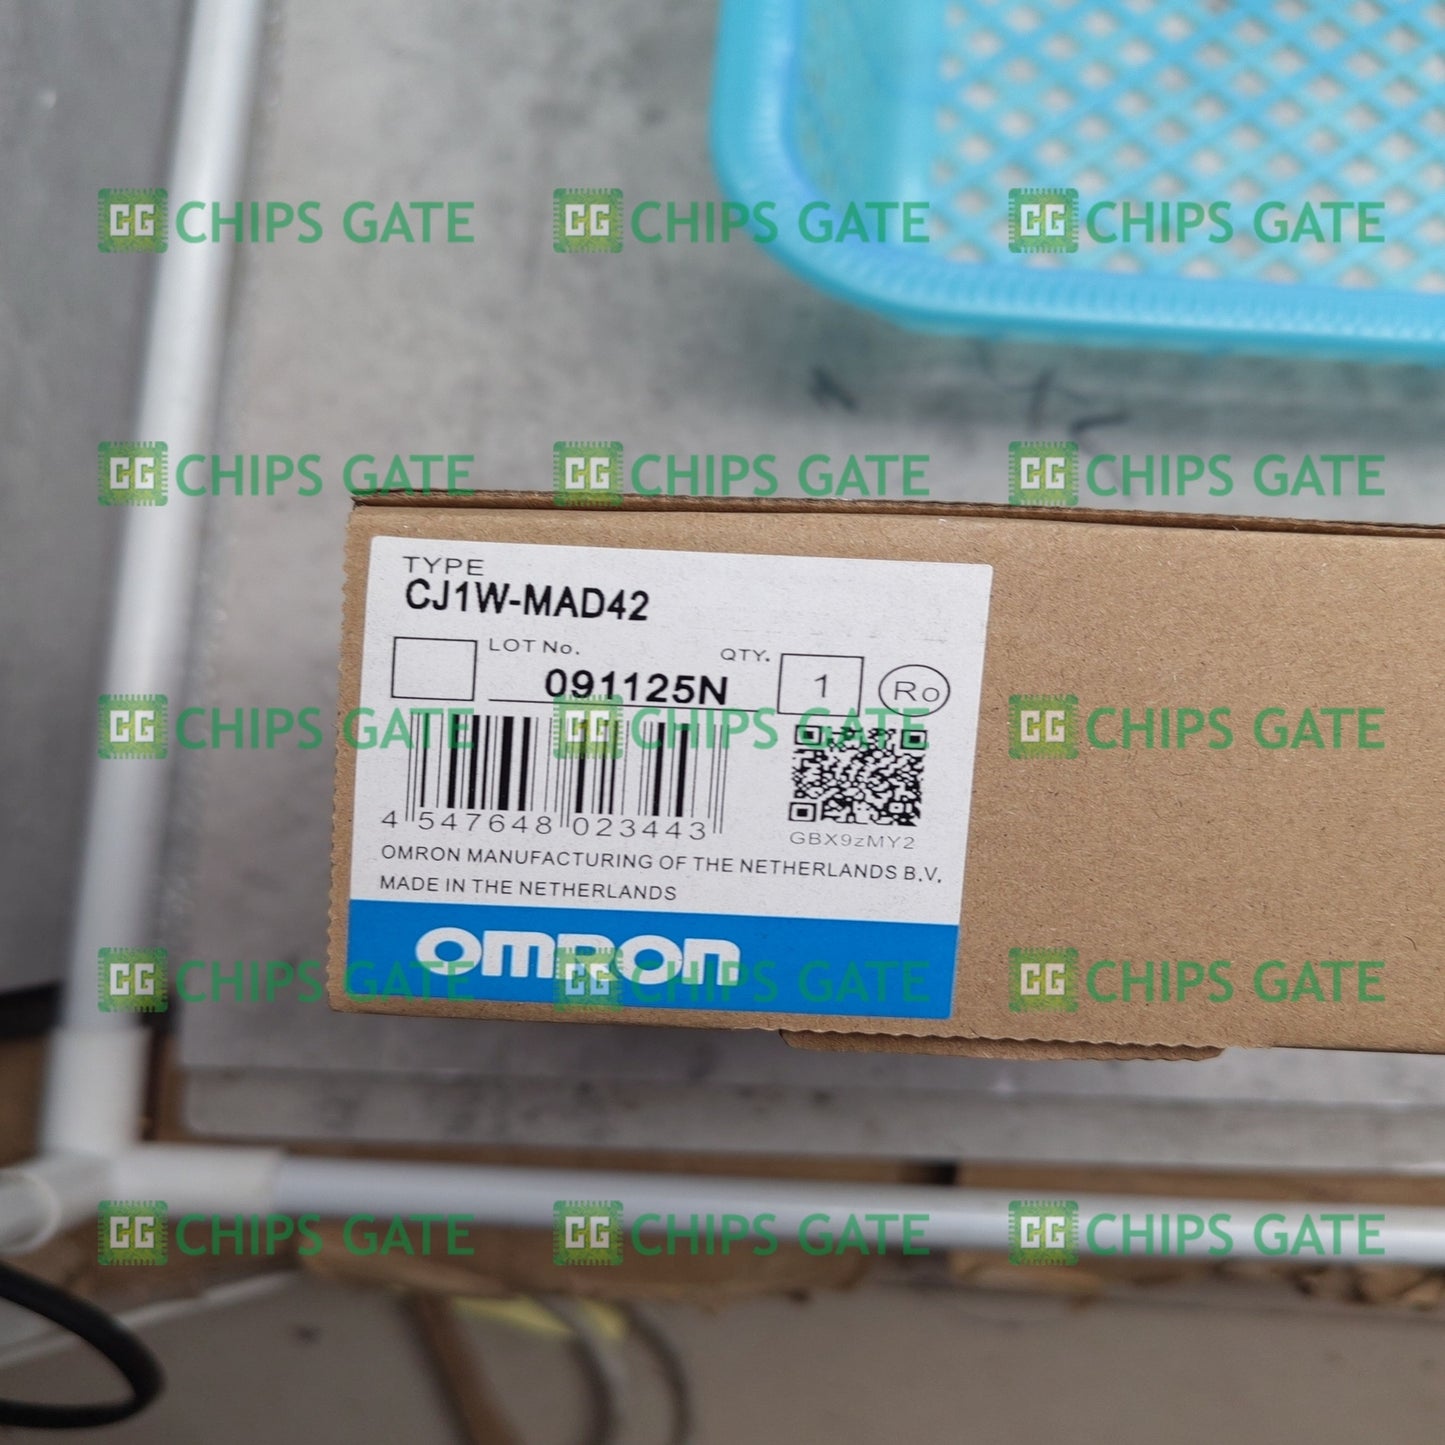 CG CHIPS GATE CG CHIPS GATE CG CHIPS GATE
CG CHIPS GATE CG CHIPS GATE CG CHIPS GATE
TYPE
CJ1W-MAD42
LOT No.
091125N
QTY.
1
Ro
CG CHIPS GATE CG CHIPS GATE CG CHIPS GATE
4 547648 023443
GBX9zMY2
OMRON MANUFACTURING OF THE NETHERLANDS B.V.
MADE IN THE NETHERLANDS
OMRON
CG CHIPS GATE CG CHIPS GATE CG CHIPS GATE
CG CHIPS GATE CG CHIPS GATE CG CHIPS GATE